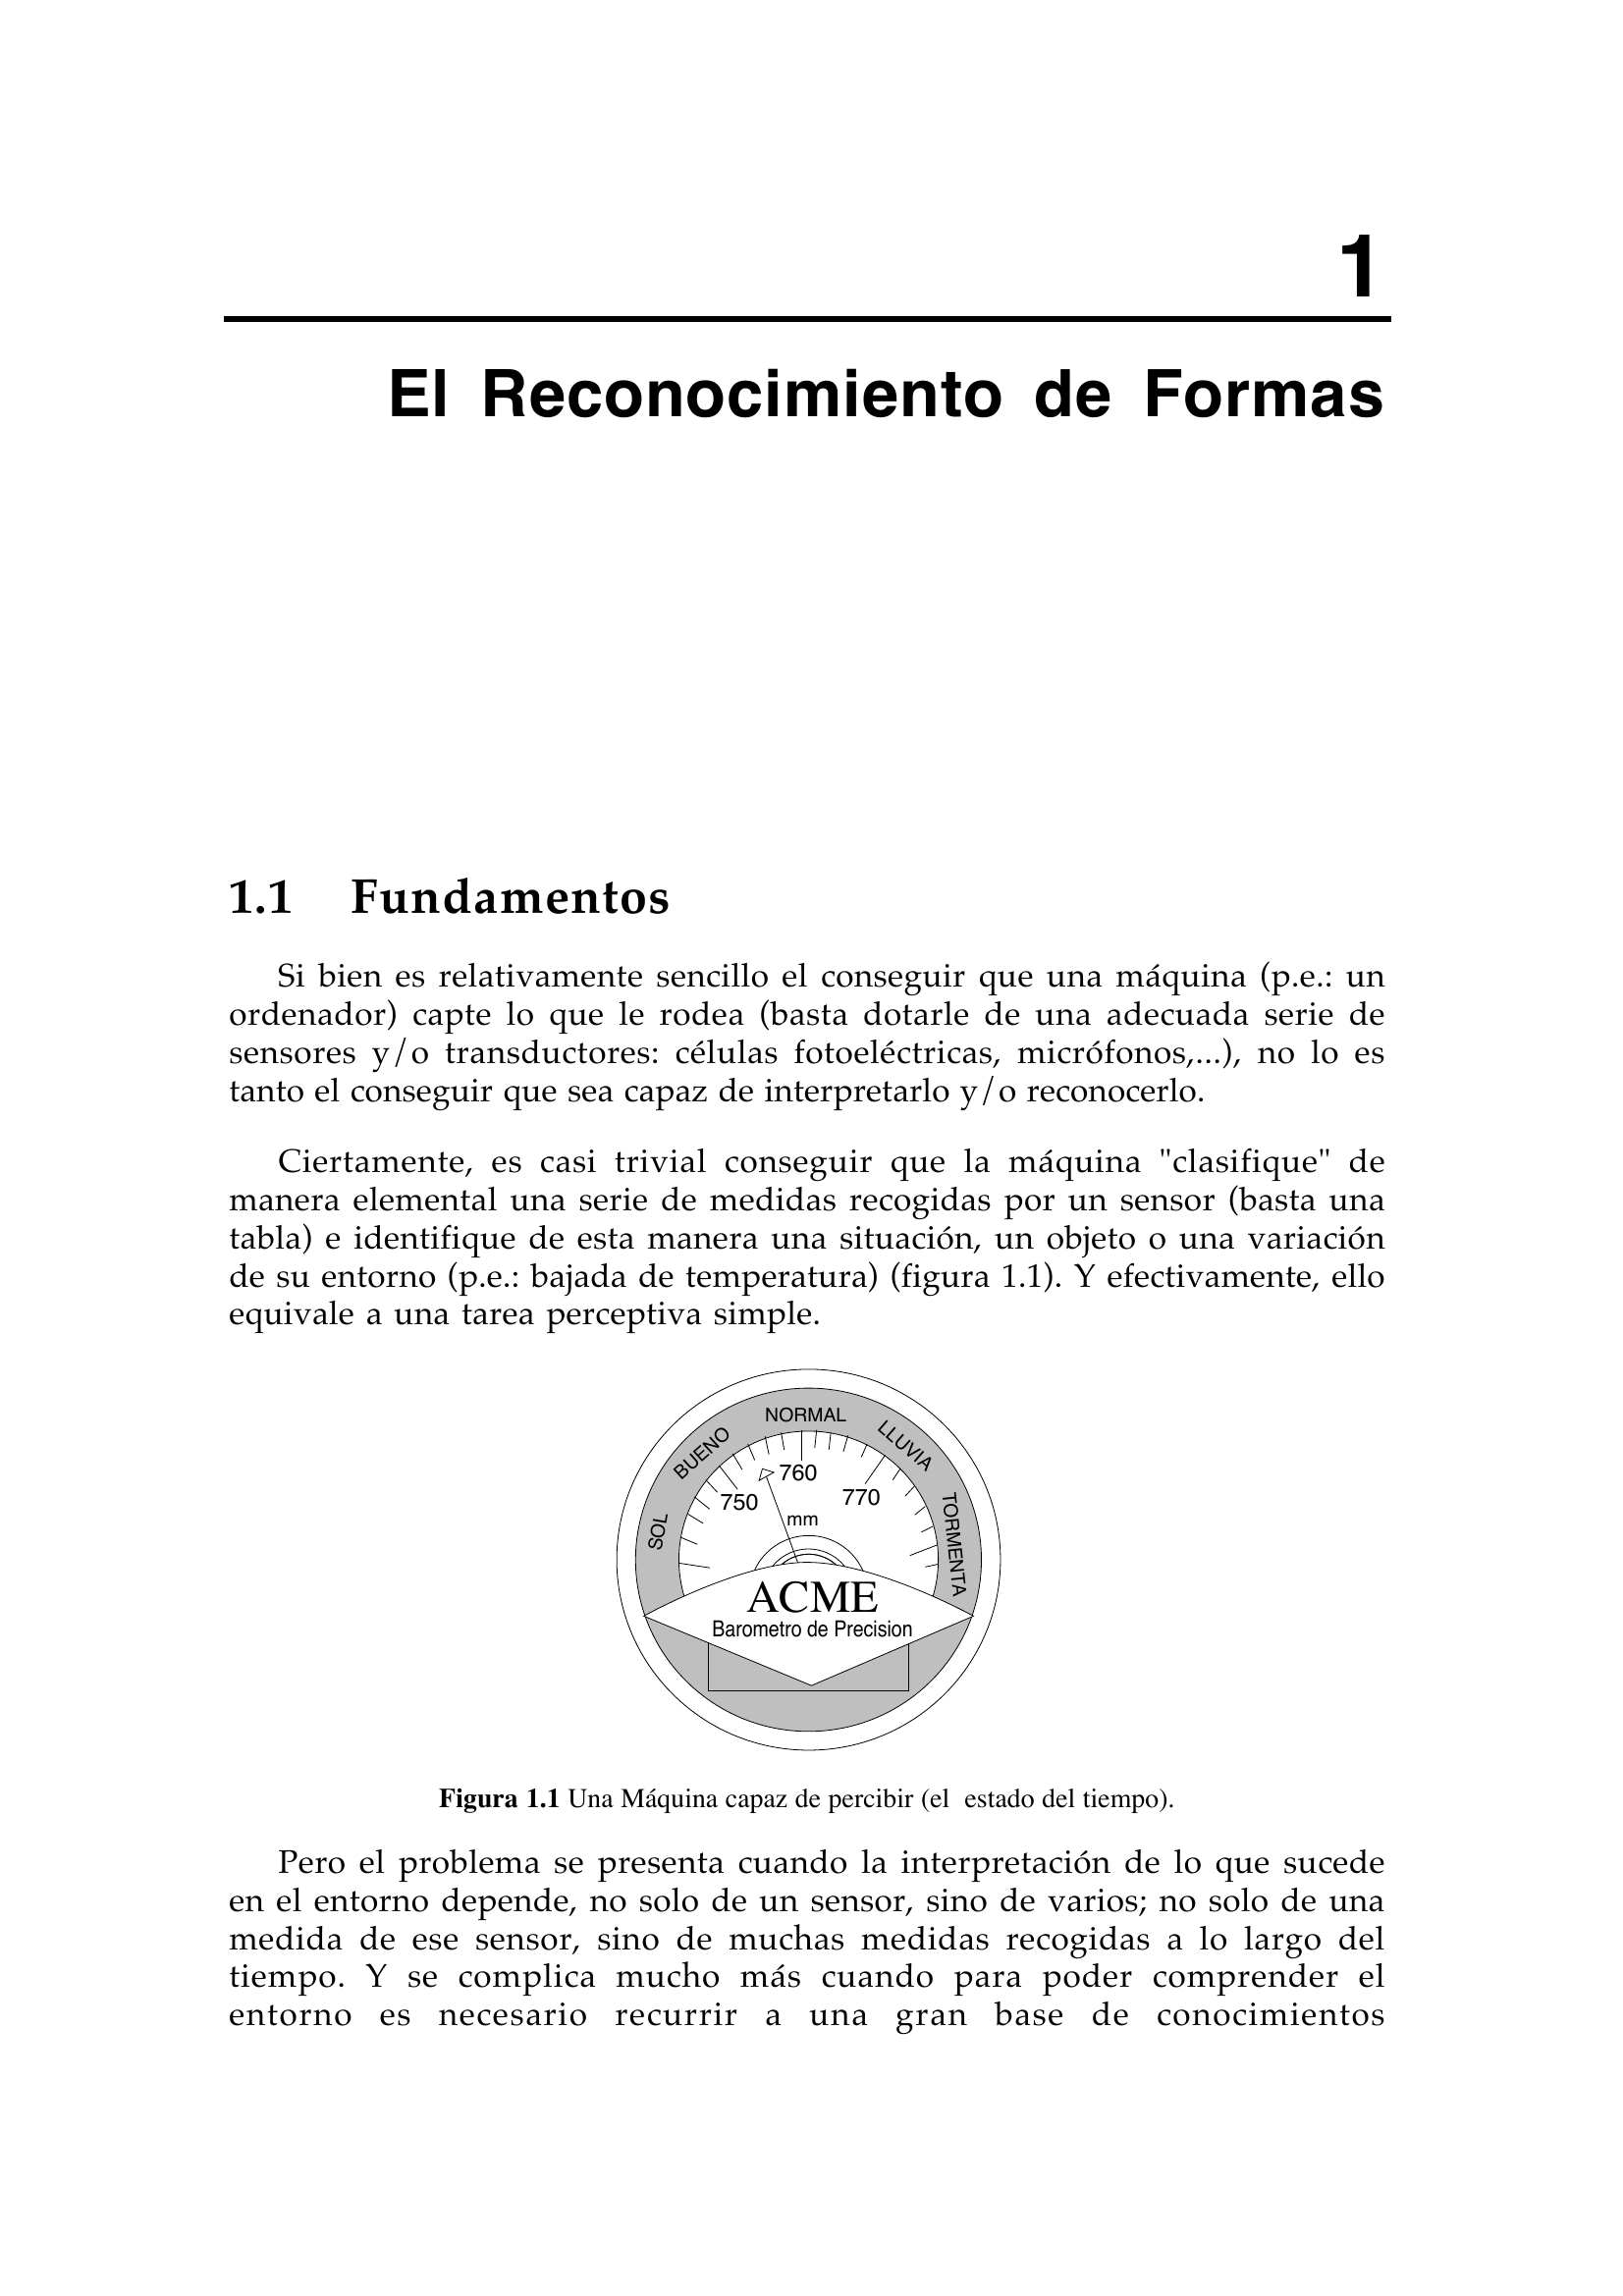 1
El Reconocimiento de Formas
1.1 Fundamentos
Si bien es relativamente sencillo el conseguir que una máquina (p.e.: un
ordenador) capte lo que le rodea (basta dotarle de una adecuada serie de
sensores y/o transductores: células fotoeléctricas, micrófonos,...), no lo es
tanto el conseguir que sea capaz de interpretarlo y/o reconocerlo.
Ciertamente, es casi trivial conseguir que la máquina "clasifique" de
manera elemental una serie de medidas recogidas por un sensor (basta una
tabla) e identifique de esta manera una situación, un objeto o una variación
de su entorno (p.e.: bajada de temperatura) (figura 1.1). Y efectivamente, ello
equivale a una tarea perceptiva simple.
SOL
BUENO
NORMAL
LLUVIA
TORMENTA
750
760
770
mm
ACME
Barometro de Precision
Figura 1.1 Una Máquina capaz de percibir (el estado del tiempo).
Pero el problema se presenta cuando la interpretación de lo que sucede
en el entorno depende, no solo de un sensor, sino de varios; no solo de una
medida de ese sensor, sino de muchas medidas recogidas a lo largo del
tiempo. Y se complica mucho más cuando para poder comprender el
entorno es necesario recurrir a una gran base de conocimientos